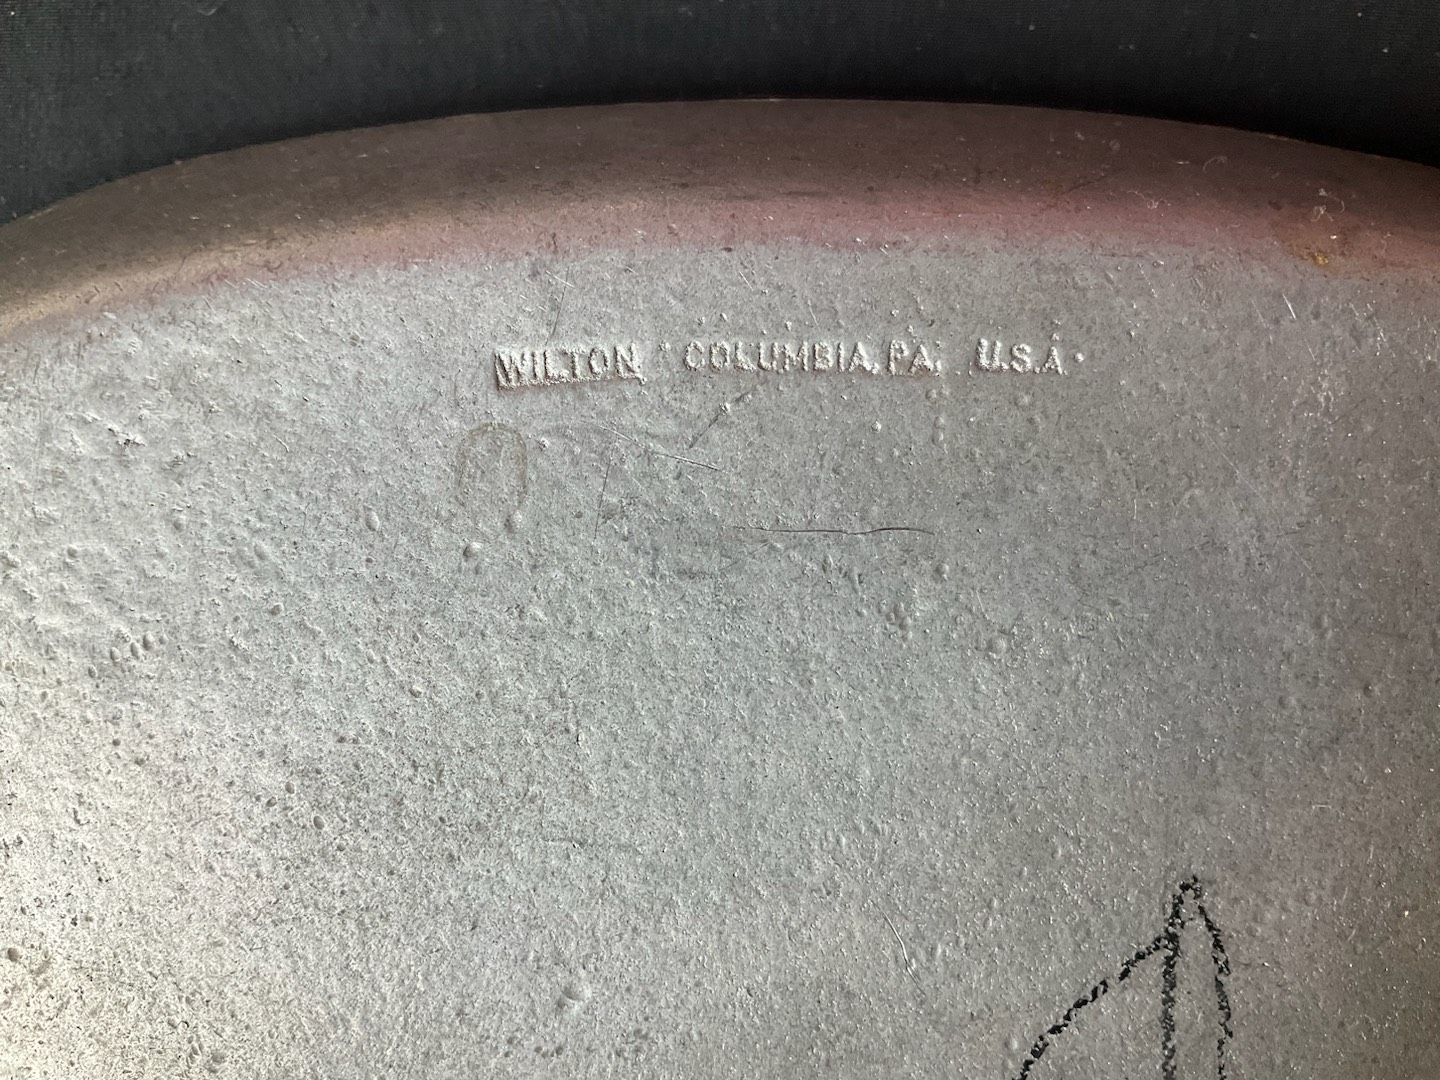 WILTON COLUMBIA, PA. U.S.A.